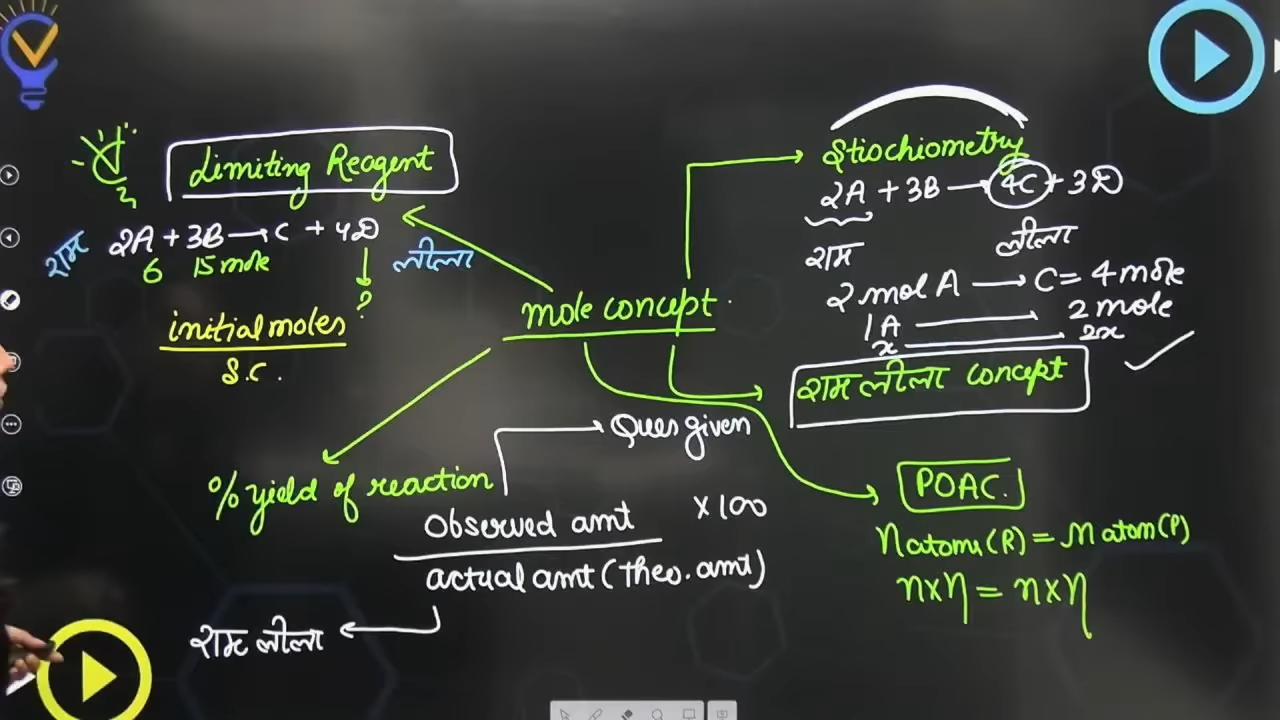 Limiting Reagent
2A + 3B → C + 4D
राम
लीला
6 15 mole
?
initial moles
S.C.
mole concept
Stiochiometry
2A + 3B → 4C + 3D
राम
लीला
2 mol A → C = 4 mole
1 A → 2 mole
x → 2x
राम लीला concept
% yield of reaction
Ques given
Observed amt × 100
actual amt (theo. amt)
राम लीला
POAC.
n atoms (R) = n atom (P)
n × η = n × η